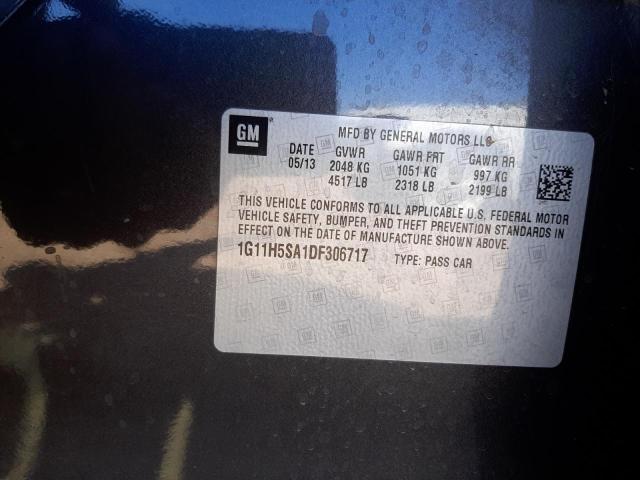 GM
MFD BY GENERAL MOTORS LLC
DATE GVWR GAWR FRT GAWR RR
05/13 2048 KG 1051 KG 997 KG
4517 LB 2318 LB 2199 LB
THIS VEHICLE CONFORMS TO ALL APPLICABLE U.S. FEDERAL MOTOR
VEHICLE SAFETY, BUMPER, AND THEFT PREVENTION STANDARDS IN
EFFECT ON THE DATE OF MANUFACTURE SHOWN ABOVE.
1G11H5SA1DF306717 TYPE: PASS CAR